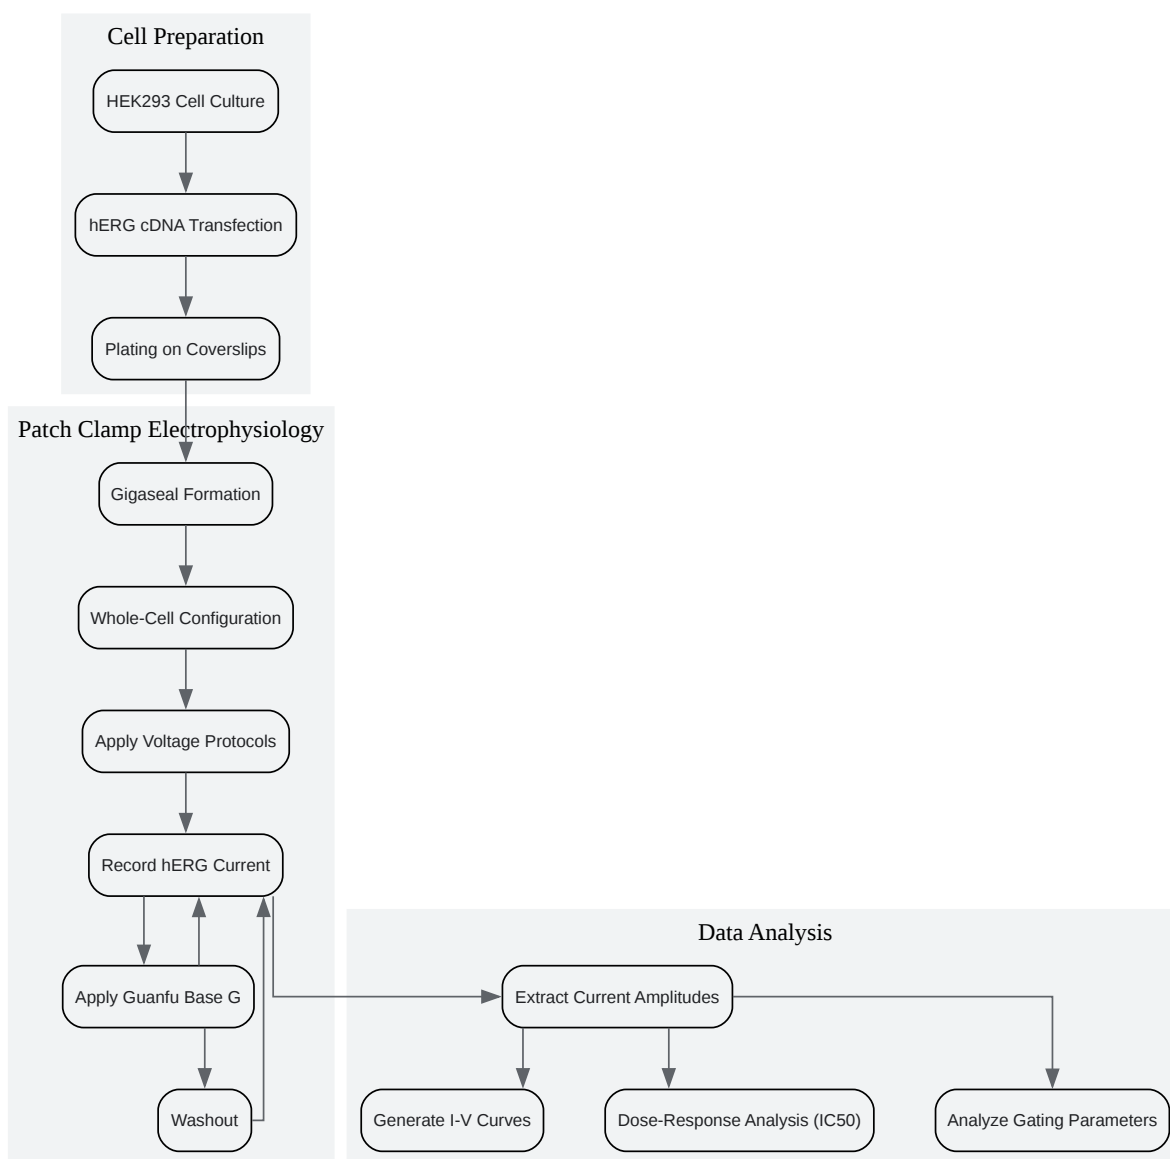 Cell Preparation
HEK293 Cell Culture
hERG cDNA Transfection
Plating on Coverslips
Patch Clamp Electrophysiology
Gigaseal Formation
Whole-Cell Configuration
Apply Voltage Protocols
Record hERG Current
Apply Guanfu Base G
Washout
Data Analysis
Extract Current Amplitudes
Generate I-V Curves
Dose-Response Analysis (IC50)
Analyze Gating Parameters